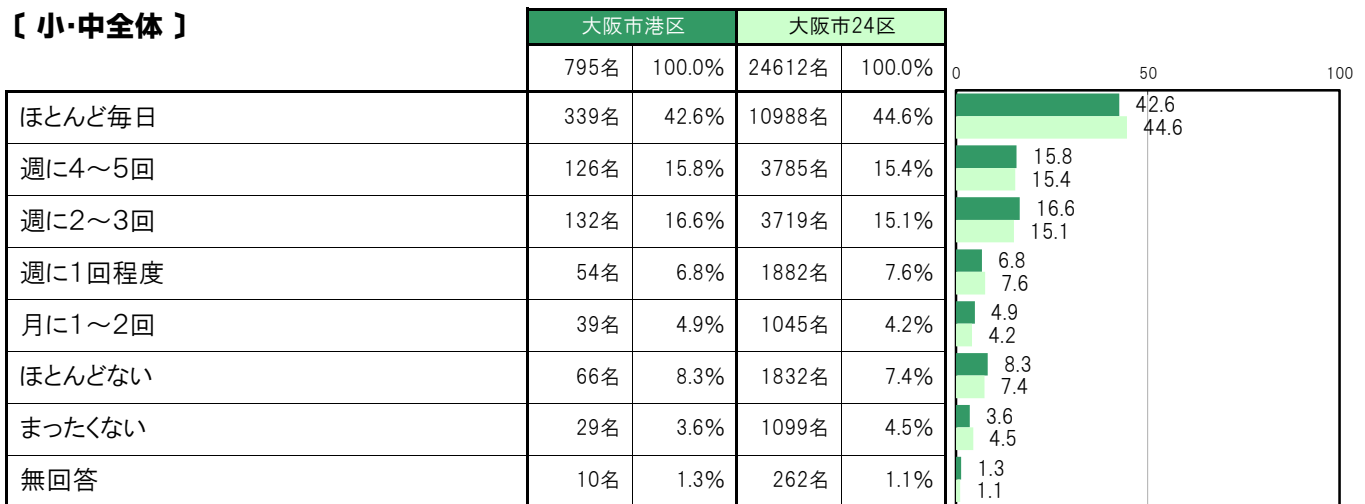 〔 小・中全体 〕
大阪市港区 大阪市24区
795名 100.0% 24612名 100.0%
0 50 100
ほとんど毎日 339名 42.6% 10988名 44.6% 42.6
44.6
週に4～5回 126名 15.8% 3785名 15.4% 15.8
15.4
週に2～3回 132名 16.6% 3719名 15.1% 16.6
15.1
週に1回程度 54名 6.8% 1882名 7.6% 6.8
7.6
月に1～2回 39名 4.9% 1045名 4.2% 4.9
4.2
ほとんどない 66名 8.3% 1832名 7.4% 8.3
7.4
まったくない 29名 3.6% 1099名 4.5% 3.6
4.5
無回答 10名 1.3% 262名 1.1% 1.3
1.1